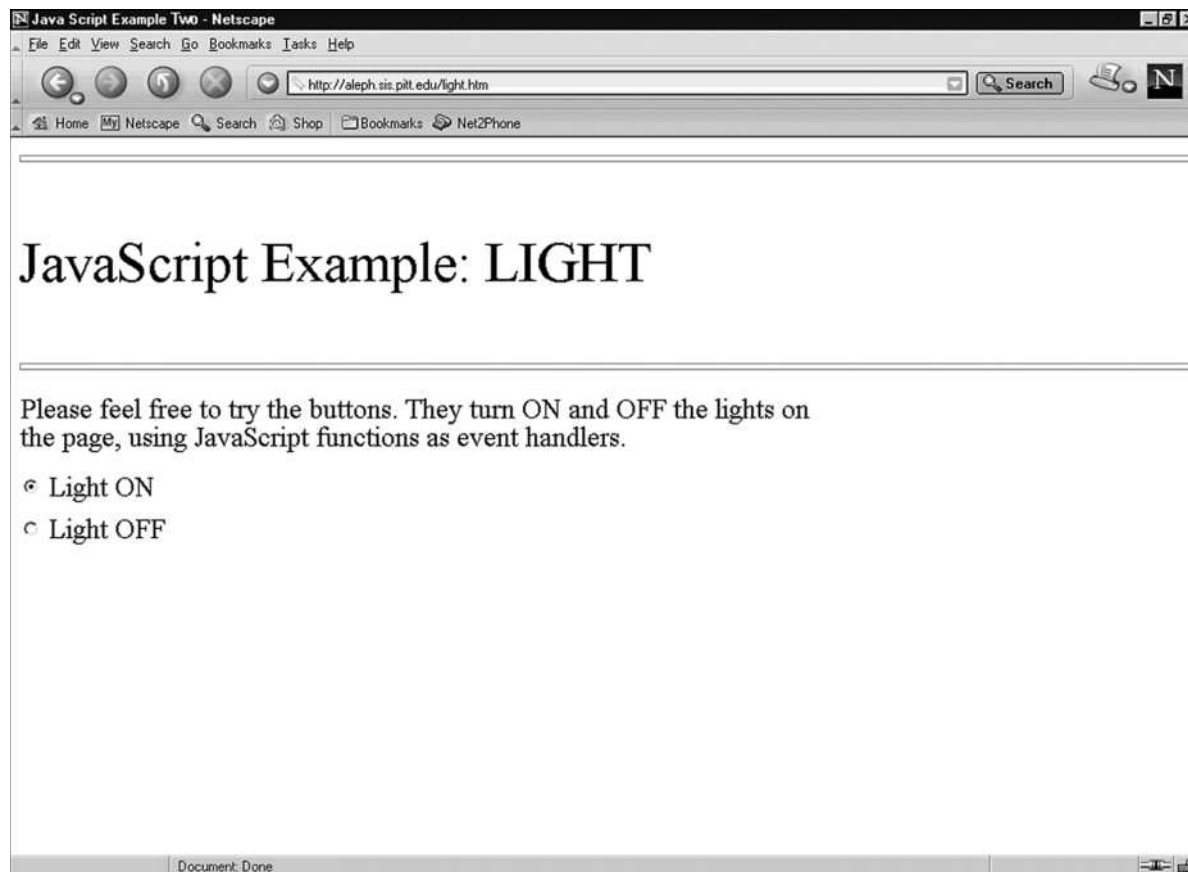 Java Script Example Two - Netscape
File Edit View Search Go Bookmarks Tasks Help
http://aleph.sis.pitt.edu/light.htm Search N
Home My Netscape Search Shop Bookmarks Net2Phone
JavaScript Example: LIGHT
Please feel free to try the buttons. They turn ON and OFF the lights on
the page, using JavaScript functions as event handlers.
Light ON
Light OFF
Document: Done